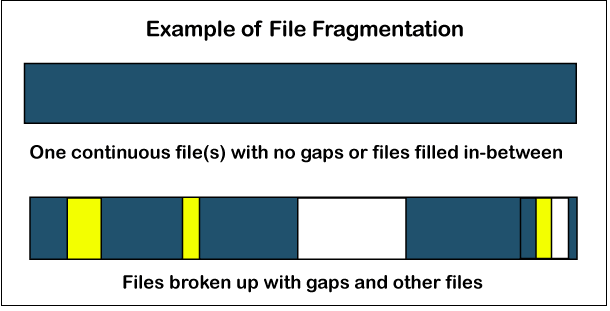 Example of File Fragmentation
One continuous file(s) with no gaps or files filled in-between
Files broken up with gaps and other files